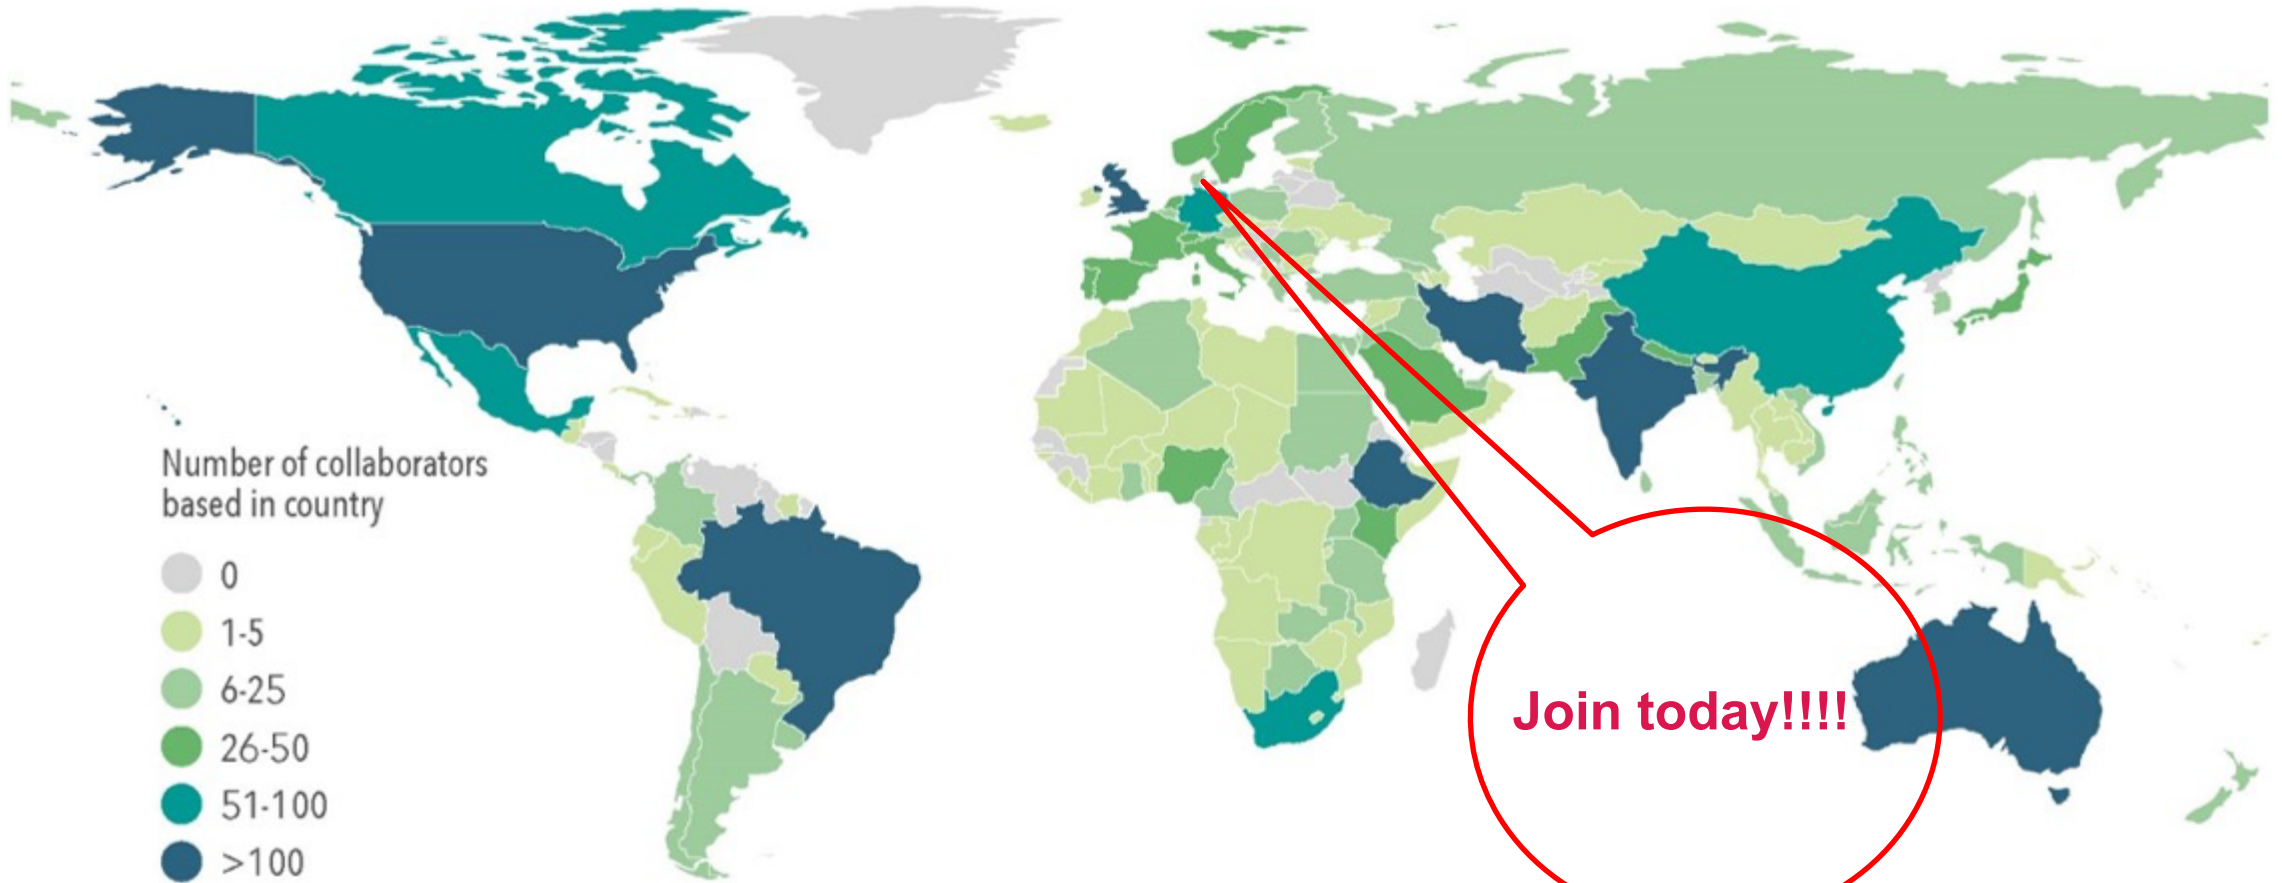 Number of collaborators
based in country
0
1-5
6-25
26-50
51-100
>100
Join today!!!!